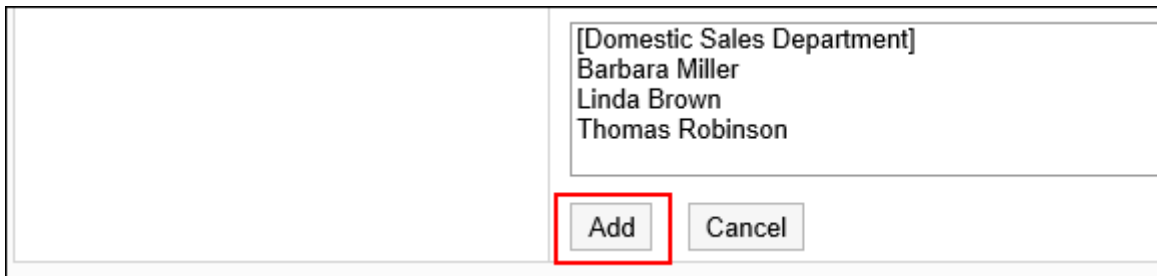 [Domestic Sales Department]
Barbara Miller
Linda Brown
Thomas Robinson
Add Cancel